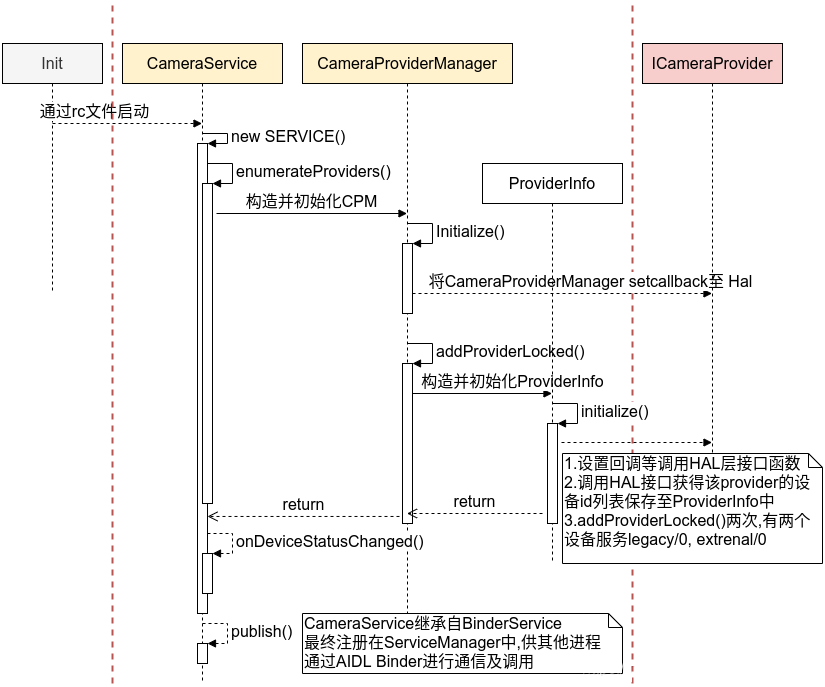 Init
CameraService
CameraProviderManager
ICameraProvider
通过rc文件启动
new SERVICE()
enumerateProviders()
ProviderInfo
构造并初始化CPM
Initialize()
将CameraProviderManager setcallback至 Hal
addProviderLocked()
构造并初始化ProviderInfo
initialize()
1.设置回调等调用HAL层接口函数
2.调用HAL接口获得该provider的设
备id列表保存至ProviderInfo中
3.addProviderLocked()两次,有两个
设备服务legacy/0, extrenal/0
return
return
onDeviceStatusChanged()
publish()
CameraService继承自BinderService
最终注册在ServiceManager中,供其他进程
通过AIDL Binder进行通信及调用